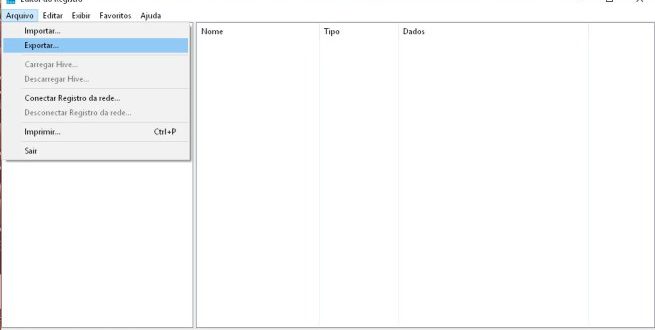 Editor do Registro
Arquivo Editar Exibir Favoritos Ajuda
Importar...
Exportar...
Carregar Hive...
Descarregar Hive...
Conectar Registro da rede...
Desconectar Registro da rede...
Imprimir... Ctrl+P
Sair
Nome Tipo Dados